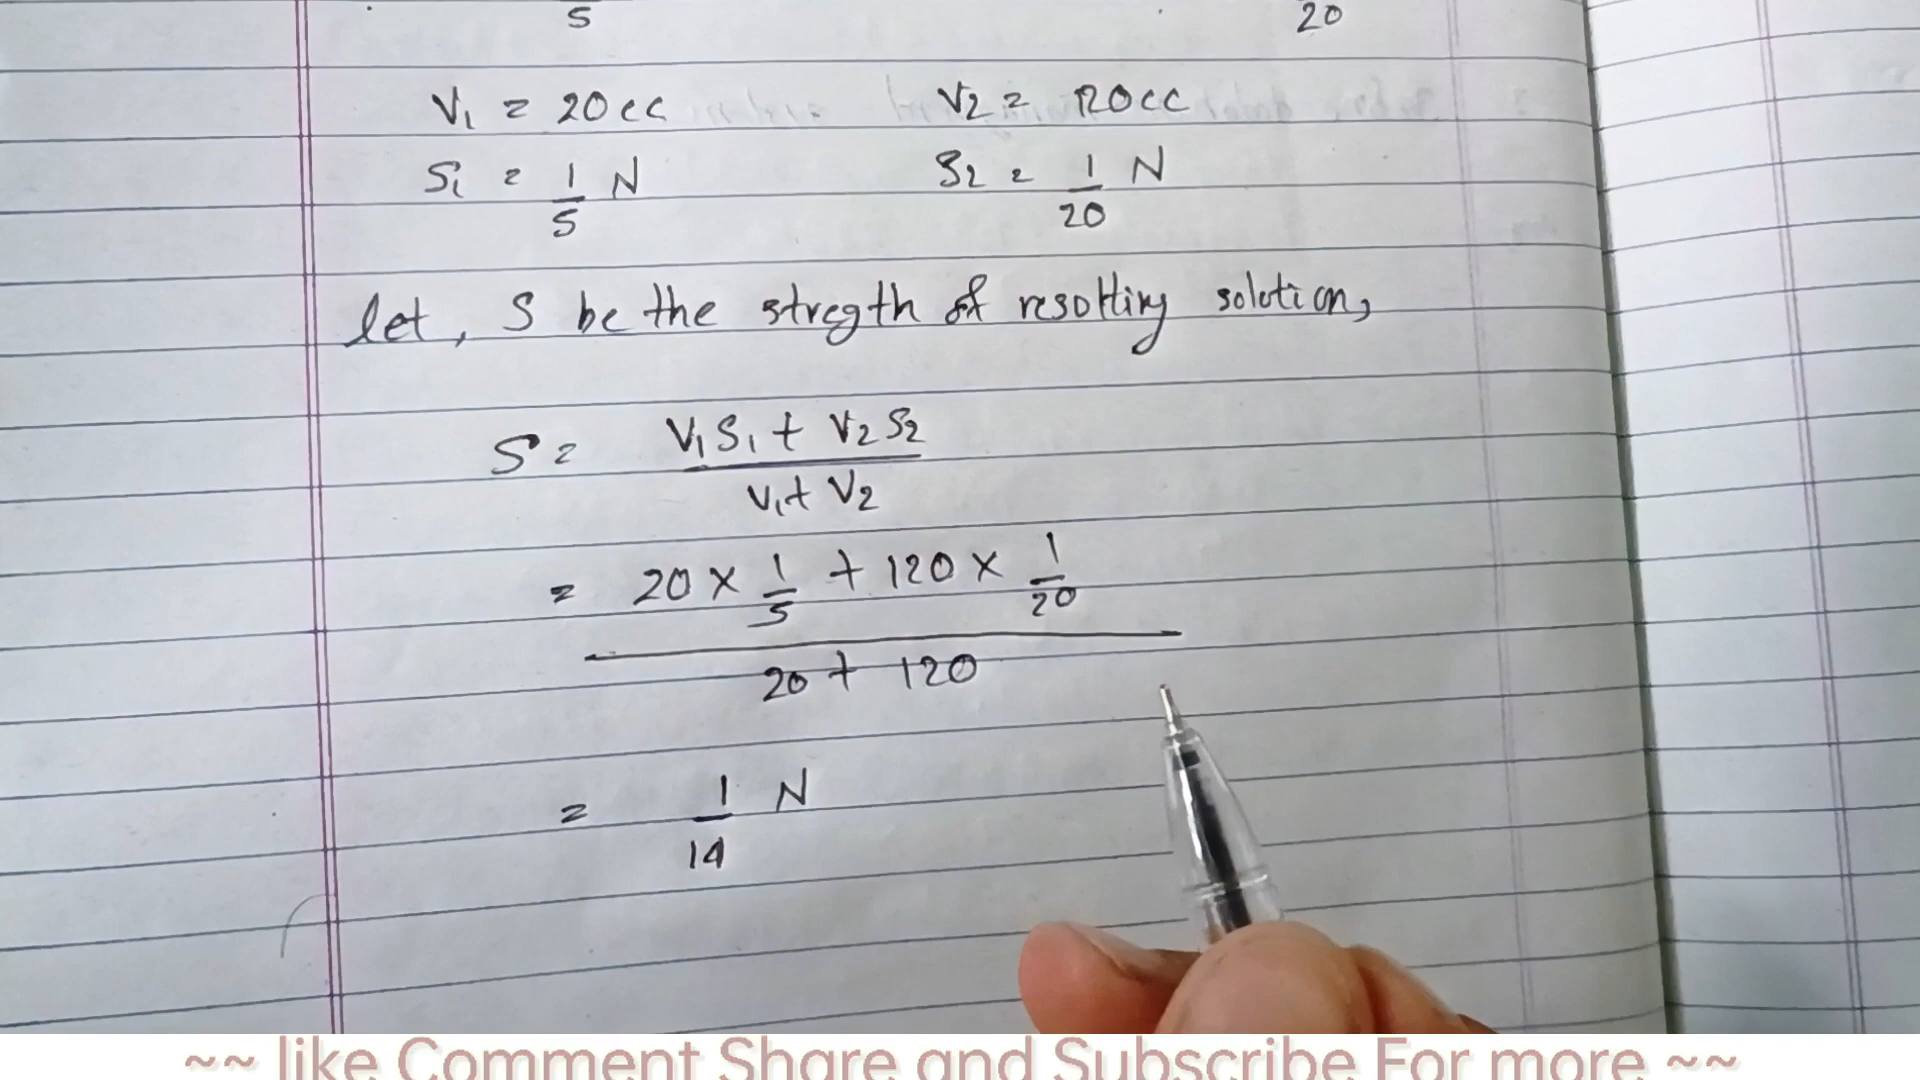 5 20
V1 = 20cc V2 = 120cc
S1 = 1/5 N S2 = 1/20 N
let, S be the stregth of resolting solution,
S = V1S1 + V2S2 / V1+ V2
= 20 × 1/5 + 120 × 1/20 / 20 + 120
= 1/14 N
~~ like Comment Share and Subscribe For more ~~